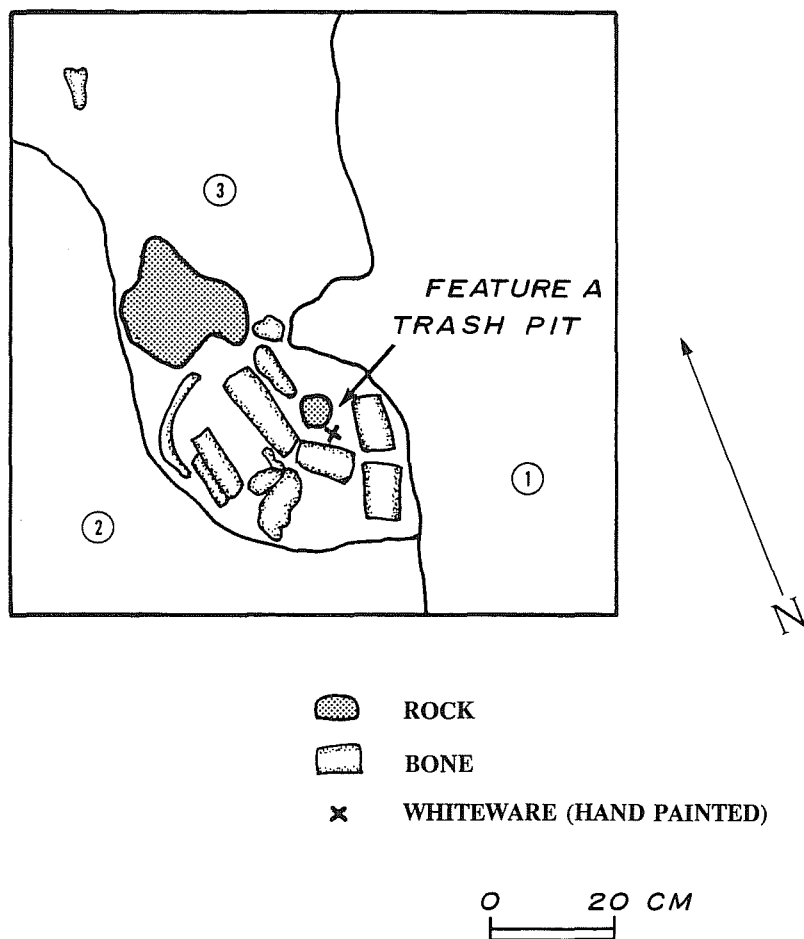 3
FEATURE A
TRASH PIT
1
2
N
ROCK
BONE
x WHITEWARE (HAND PAINTED)
0 20 CM